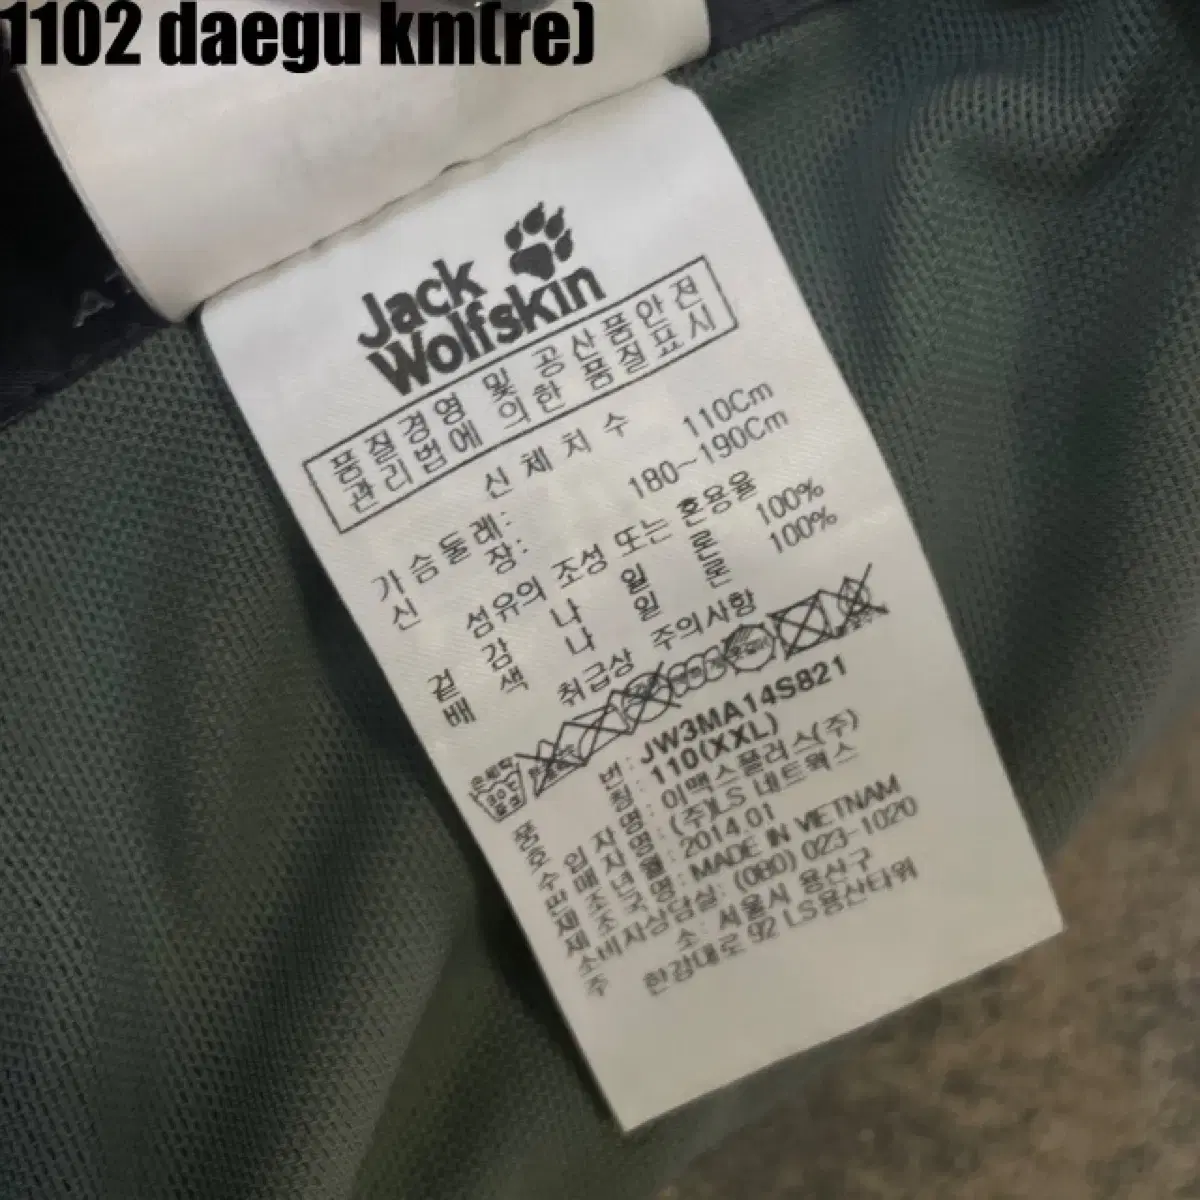 1102 daegu km(re)
Jack
Wolfskin
품질경영 및 공산품안전
관리법에 의한 품질표시
신 체 치 수
가슴둘레: 110Cm
신 장: 180~190Cm
섬유의 조성 또는 혼용율
겉 감 나 일 론 100%
배 색 나 일 론 100%
취급상 주의사항
품 번: JW3MA14S821
호 칭: 110(XXL)
수 입 자 명: 이맥스플러스(주)
판 매 자 명: (주)LS 네트웍스
제 조 년 월: 2014.01
제 조 국 명: MADE IN VIETNAM
소비자상담실: (080) 023-1020
주 소: 서울시 용산구
한강대로 92 LS용산타워